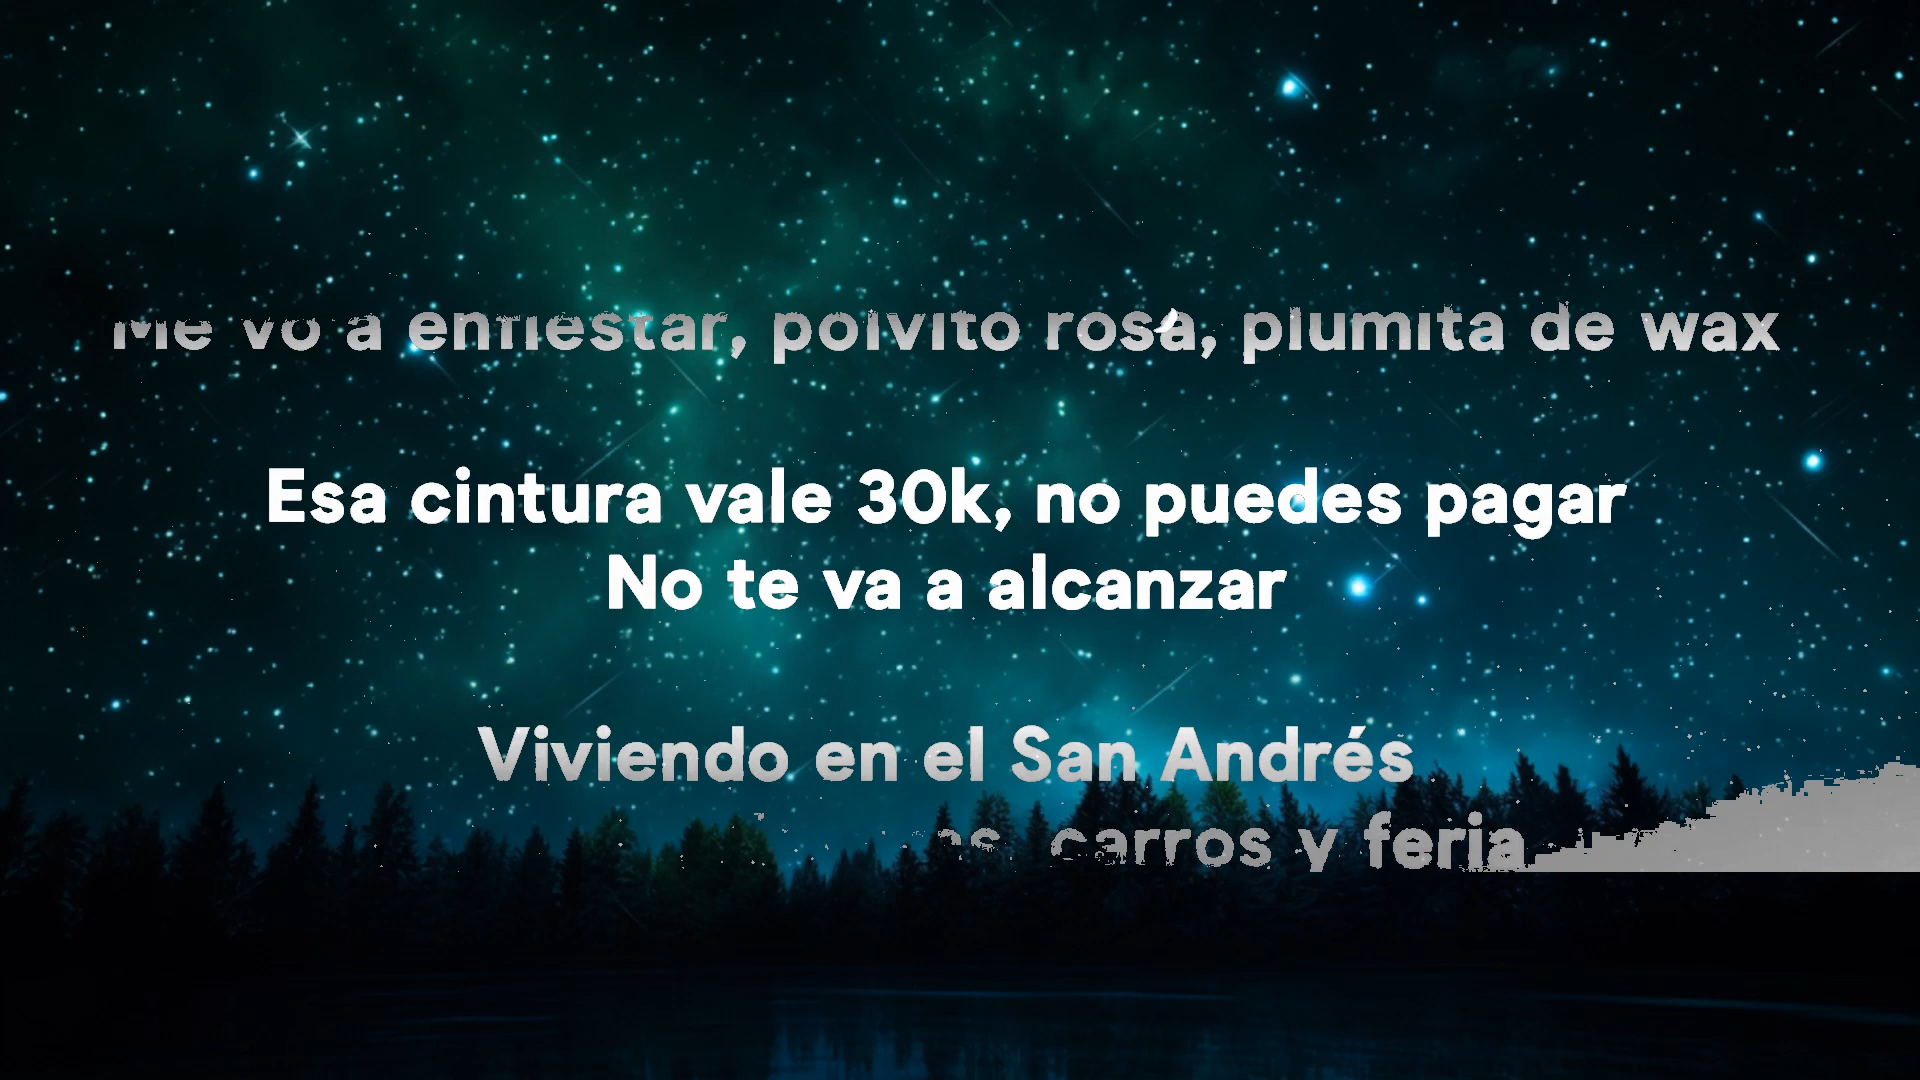 Me vo a enfiestar, polvito rosa, plumita de wax
Esa cintura vale 30k, no puedes pagar
No te va a alcanzar
Viviendo en el San Andrés
carros y feria